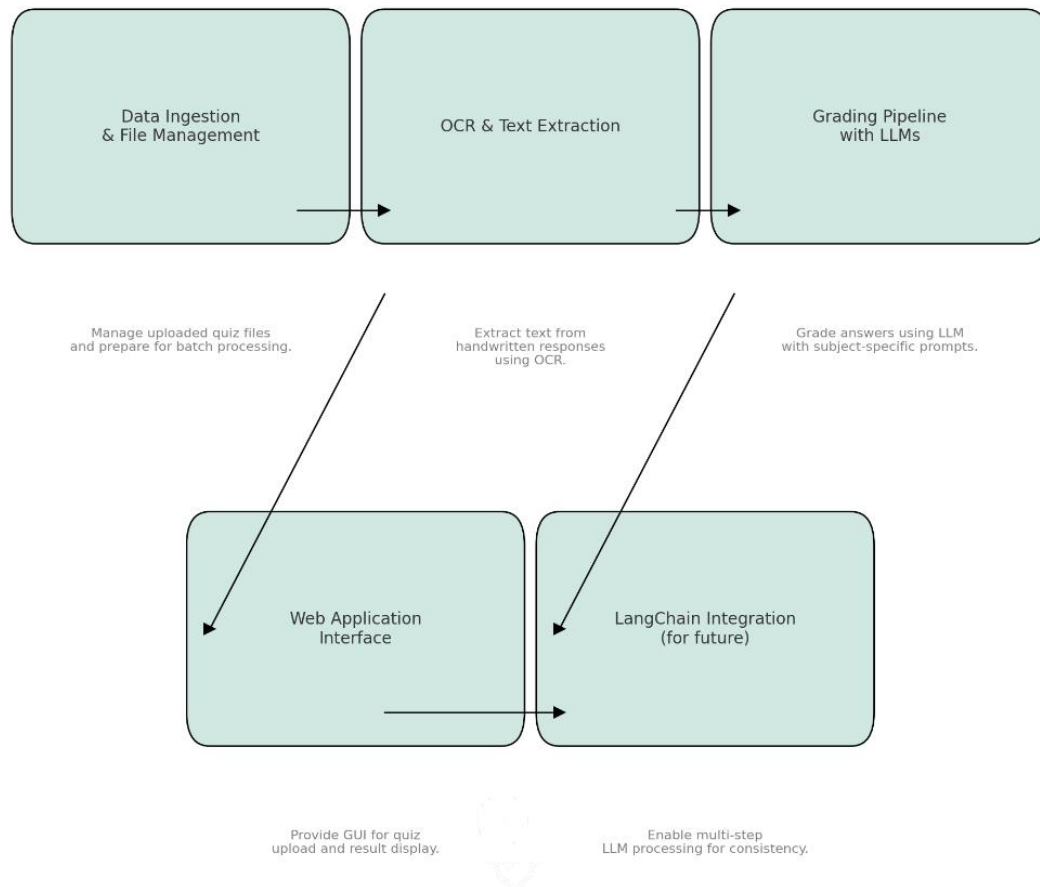 Data Ingestion
& File Management
OCR & Text Extraction
Grading Pipeline
with LLMs
Manage uploaded quiz files
and prepare for batch processing.
Extract text from
handwritten responses
using OCR.
Grade answers using LLM
with subject-specific prompts.
Web Application
Interface
LangChain Integration
(for future)
Provide GUI for quiz
upload and result display.
Enable multi-step
LLM processing for consistency.